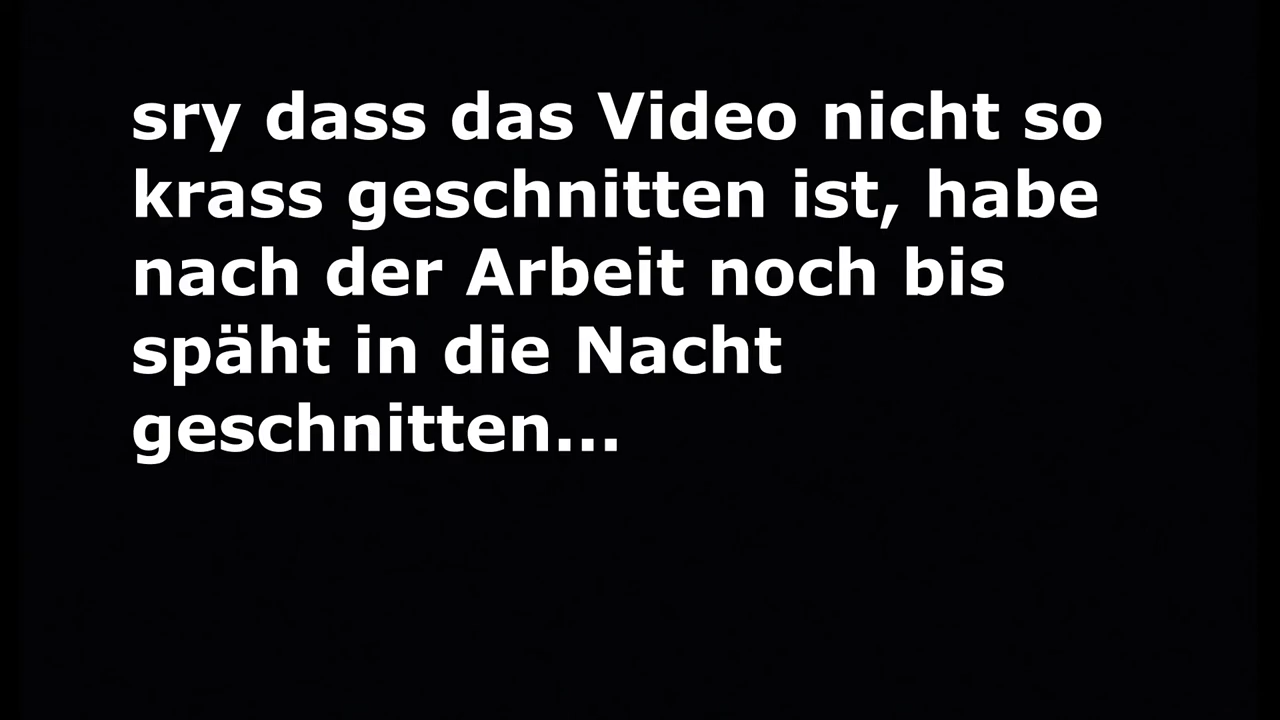 sry dass das Video nicht so
krass geschnitten ist, habe
nach der Arbeit noch bis
späht in die Nacht
geschnitten...